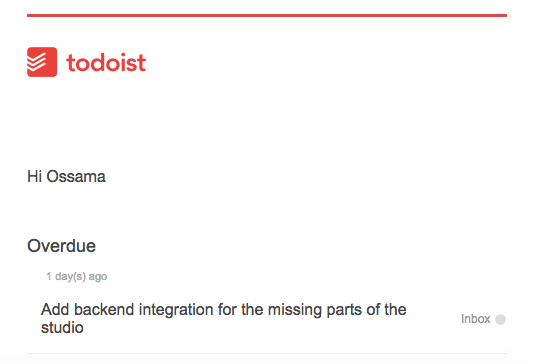 todoist
Hi Ossama
Overdue
1 day(s) ago
Add backend integration for the missing parts of the
studio
Inbox